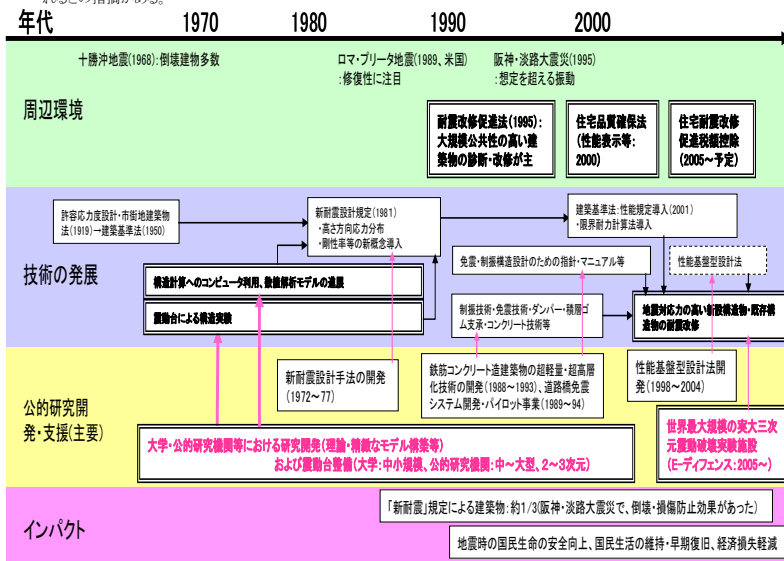 れるとの指摘がある。
年代
1970
1980
1990
2000
十勝沖地震(1968):倒壊建物多数
ロマ・プリータ地震(1989、米国)
:修復性に注目
阪神・淡路大震災(1995)
:想定を超える振動
周辺環境
耐震改修促進法(1995):
大規模公共性の高い建
築物の診断・改修が主
住宅品質確保法
(性能表示等:
2000)
住宅耐震改修
促進税額控除
(2005~予定)
許容応力度設計・市街地建築物
法(1919)→建築基準法(1950)
新耐震設計規定(1981)
・高さ方向応力分布
・剛性率等の新概念導入
建築基準法:性能規定導入(2001)
・限界耐力計算法導入
技術の発展
構造計算へのコンピュータ利用、数値解析モデルの進展
震動台による構造実験
免震・制振構造設計のための指針・マニュアル等
性能基盤型設計法
制振技術・免震技術・ダンパー・積層ゴ
ム支承・コンクリート技術等
地震対応力の高い新設構造物・既存構
造物の耐震改修
公的研究開
発・支援(主要)
新耐震設計手法の開発
(1972~77)
鉄筋コンクリート造建築物の超軽量・超高層
化技術の開発(1988~1993)、道路橋免震
システム開発・パイロット事業(1989~94)
性能基盤型設計法開
発(1998~2004)
大学・公的研究機関等における研究開発(理論・精緻なモデル構築等)
および震動台整備(大学:中小規模、公的研究機関:中~大型、2~3次元)
世界最大規模の実大三次
元震動破壊実験施設
(E-ディフェンス:2005~)
インパクト
「新耐震」規定による建築物:約1/3(阪神・淡路大震災で、倒壊・損傷防止効果があった)
地震時の国民生命の安全向上、国民生活の維持・早期復旧、経済損失軽減